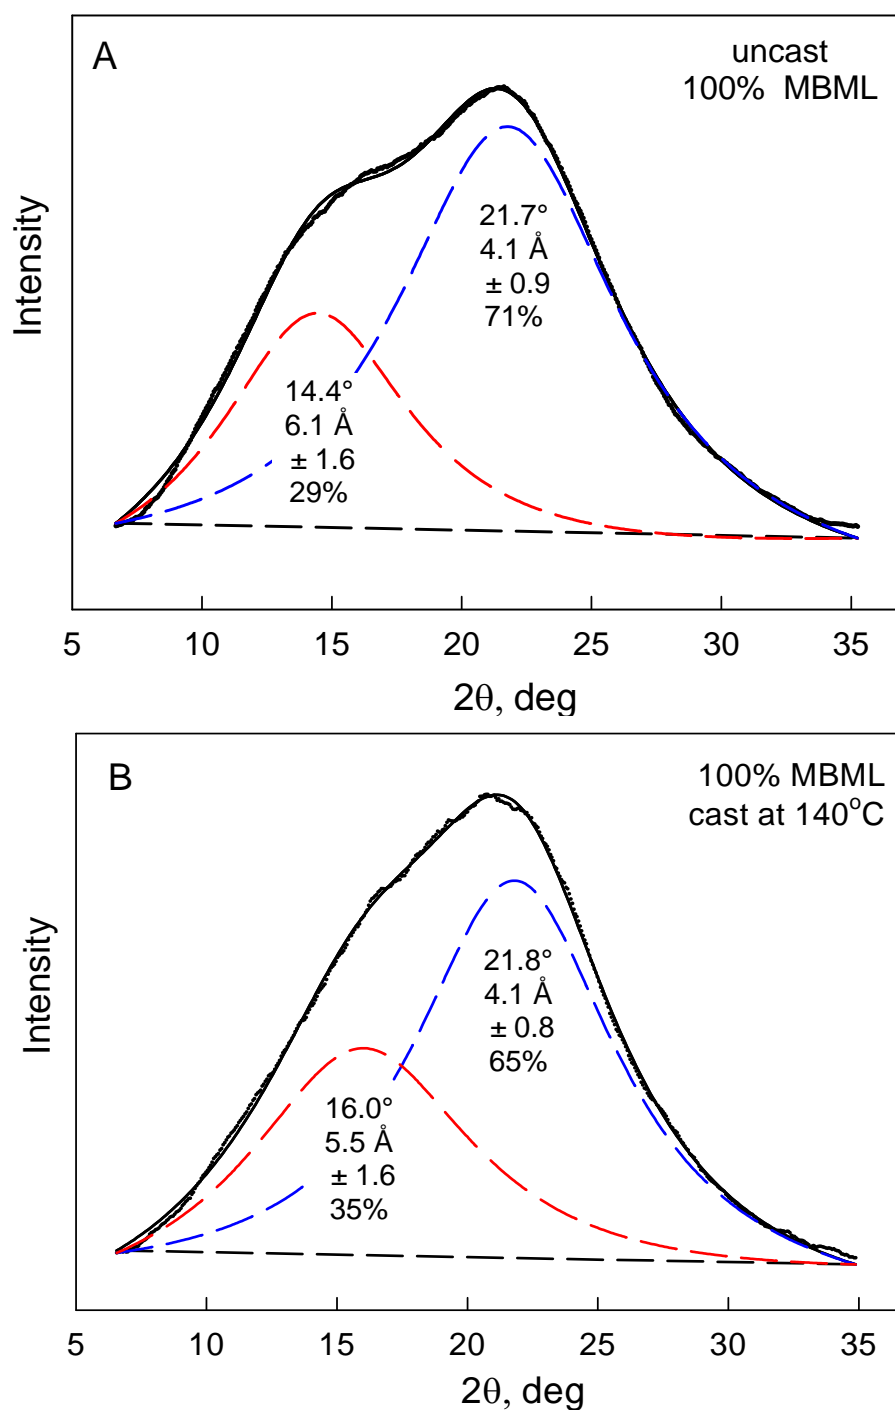 A
uncast
100% MBML
Intensity
21.7°
4.1 Å
± 0.9
71%
14.4°
6.1 Å
± 1.6
29%
5 10 15 20 25 30 35
2θ, deg
B
100% MBML
cast at 140°C
Intensity
21.8°
4.1 Å
± 0.8
65%
16.0°
5.5 Å
± 1.6
35%
5 10 15 20 25 30 35
2θ, deg